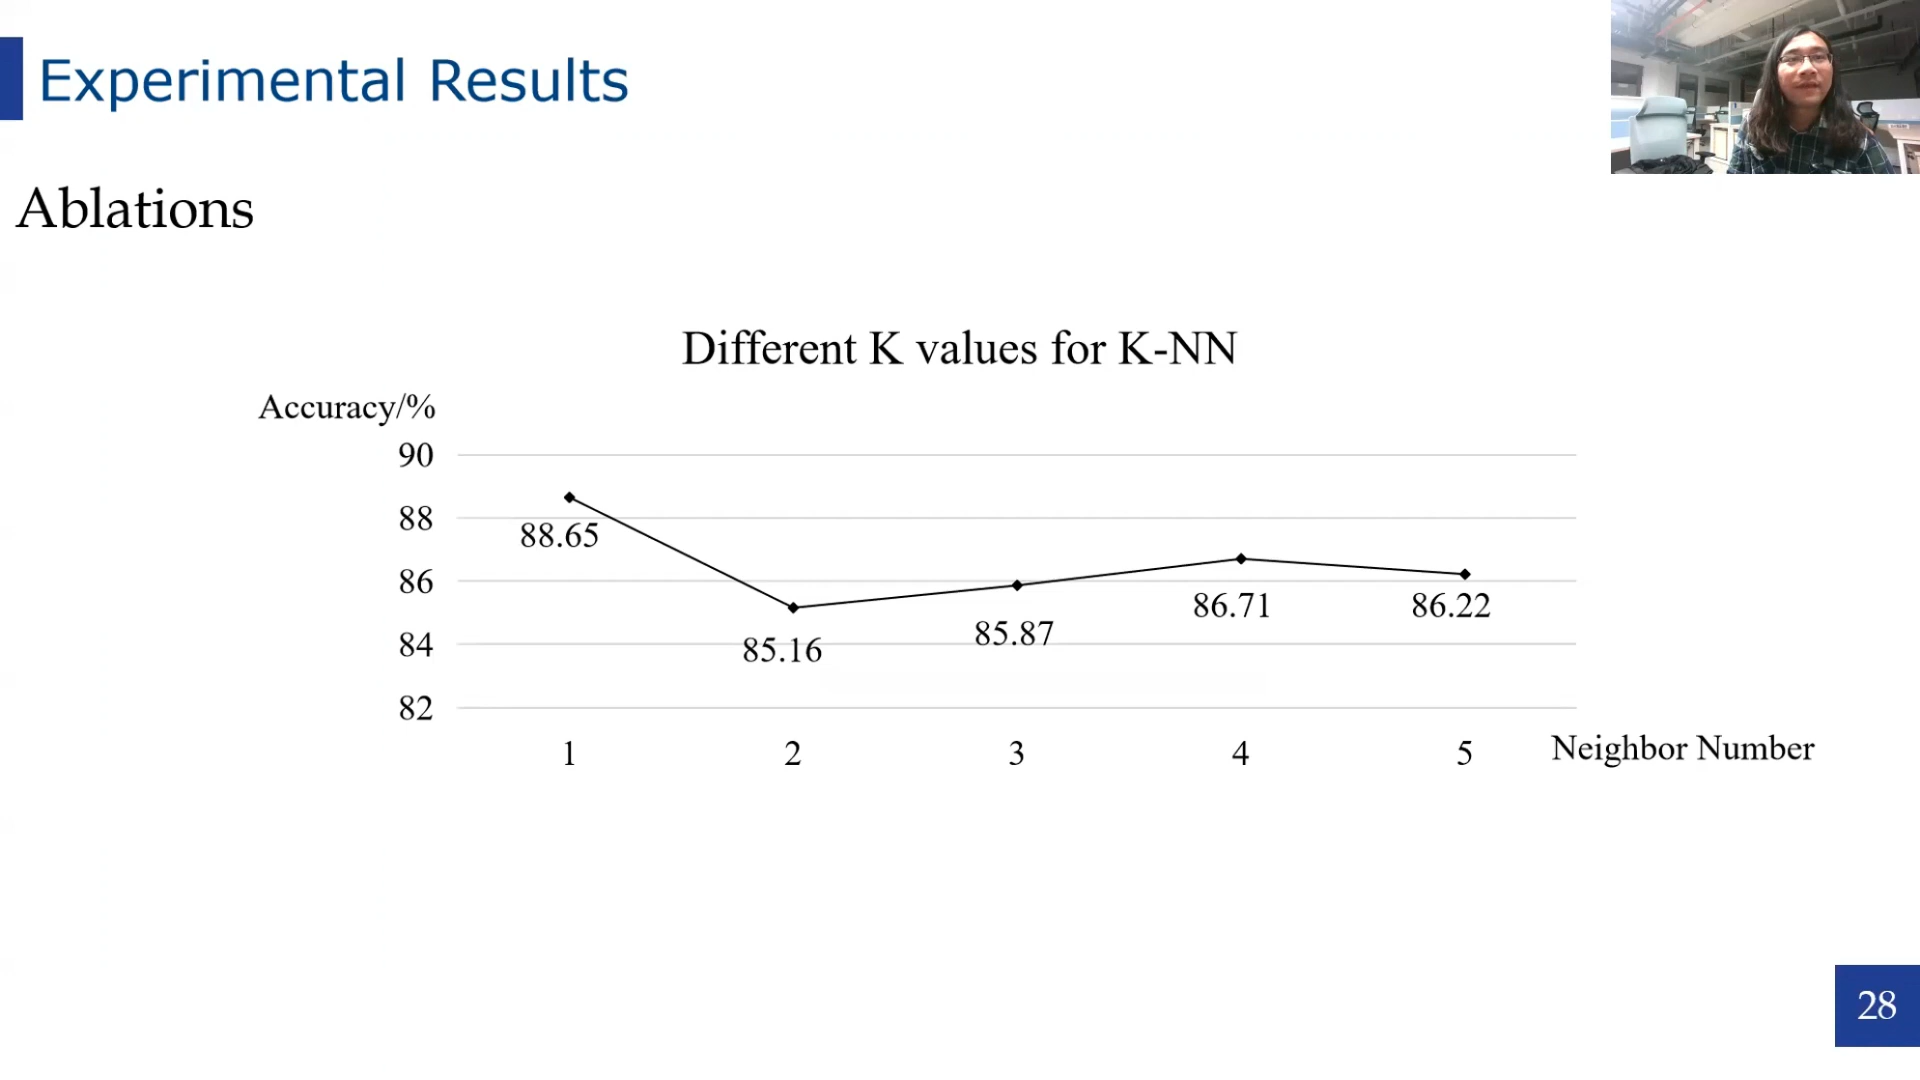 Experimental Results
Ablations
Different K values for K-NN
Accuracy/%
90
88
86
84
82
88.65
85.16
85.87
86.71
86.22
1 2 3 4 5 Neighbor Number
28